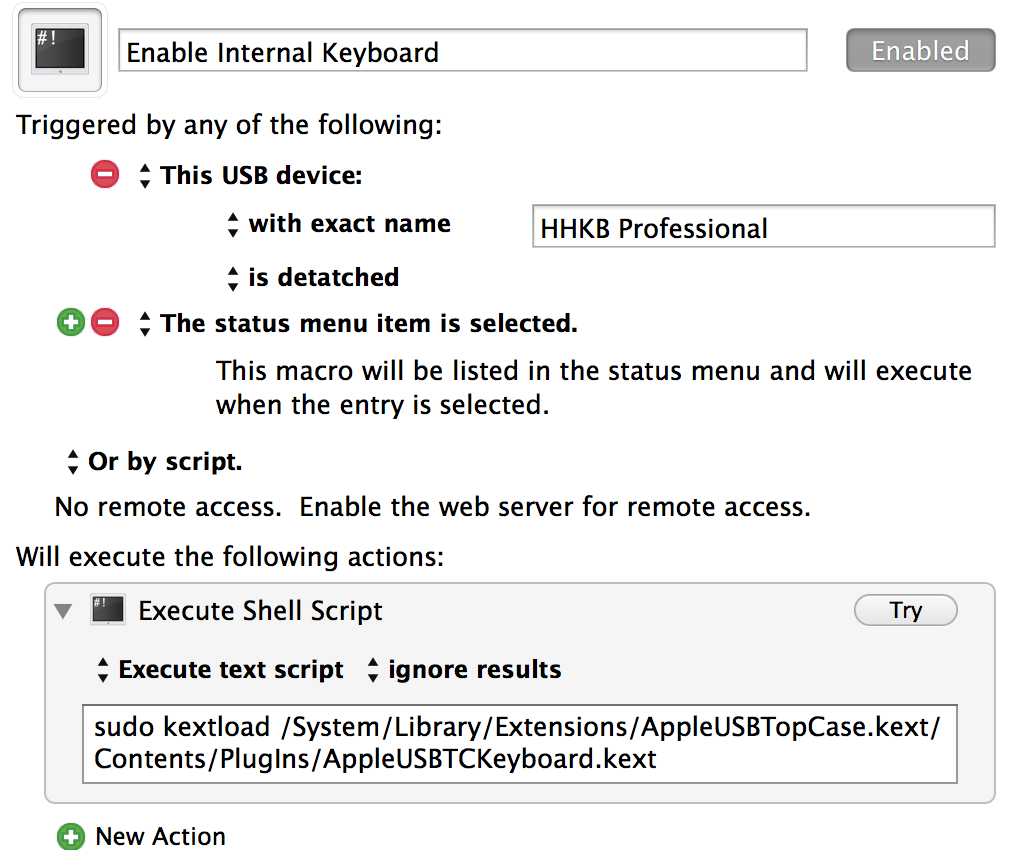 #!
Enable Internal Keyboard
Enabled
Triggered by any of the following:
This USB device:
with exact name
HHKB Professional
is detatched
The status menu item is selected.
This macro will be listed in the status menu and will execute
when the entry is selected.
Or by script.
No remote access.  Enable the web server for remote access.
Will execute the following actions:
#!
Execute Shell Script
Try
Execute text script
ignore results
sudo kextload /System/Library/Extensions/AppleUSBTopCase.kext/
Contents/PlugIns/AppleUSBTCKeyboard.kext
New Action